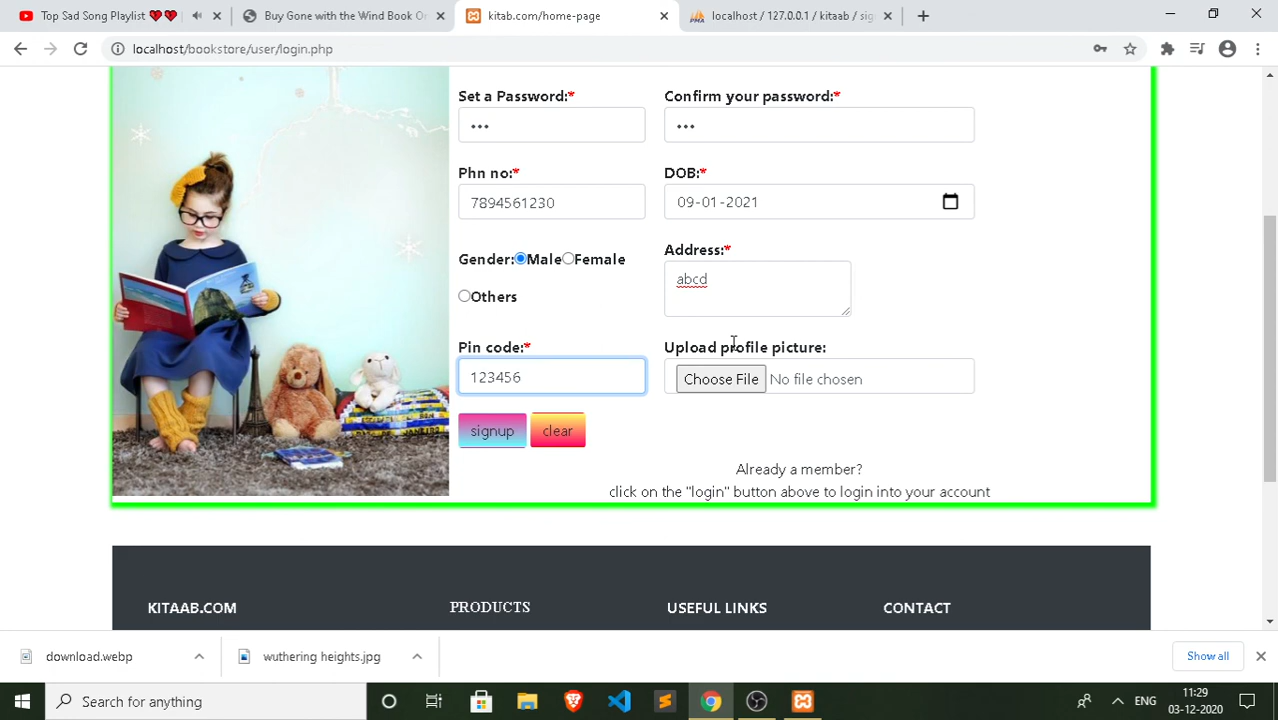 Top Sad Song Playlist
Buy Gone with the Wind Book On
kitab.com/home-page
localhost / 127.0.0.1 / kitaab / sig
localhost/bookstore/user/login.php
Set a Password:*
Confirm your password:*
•••
•••
Phn no:*
DOB:*
7894561230
09-01-2021
Gender: Male Female
Others
Address:*
abcd
Pin code:*
Upload profile picture:
123456
Choose File No file chosen
signup
clear
Already a member?
click on the "login" button above to login into your account
KITAAB.COM
PRODUCTS
USEFUL LINKS
CONTACT
download.webp
wuthering heights.jpg
Show all
Search for anything
ENG
11:29
03-12-2020